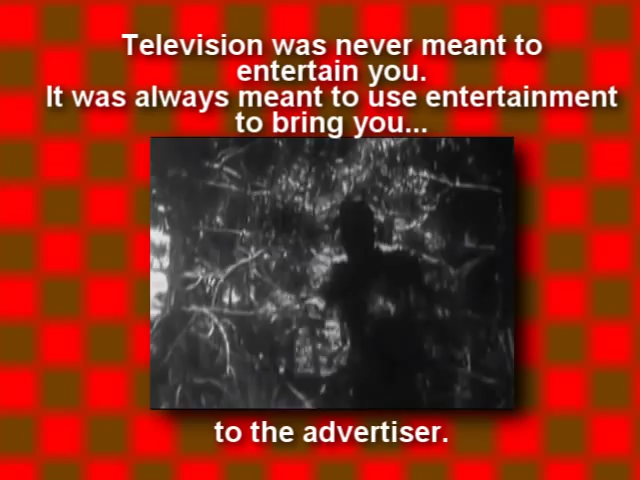 Television was never meant to
entertain you.
It was always meant to use entertainment
to bring you...
to the advertiser.